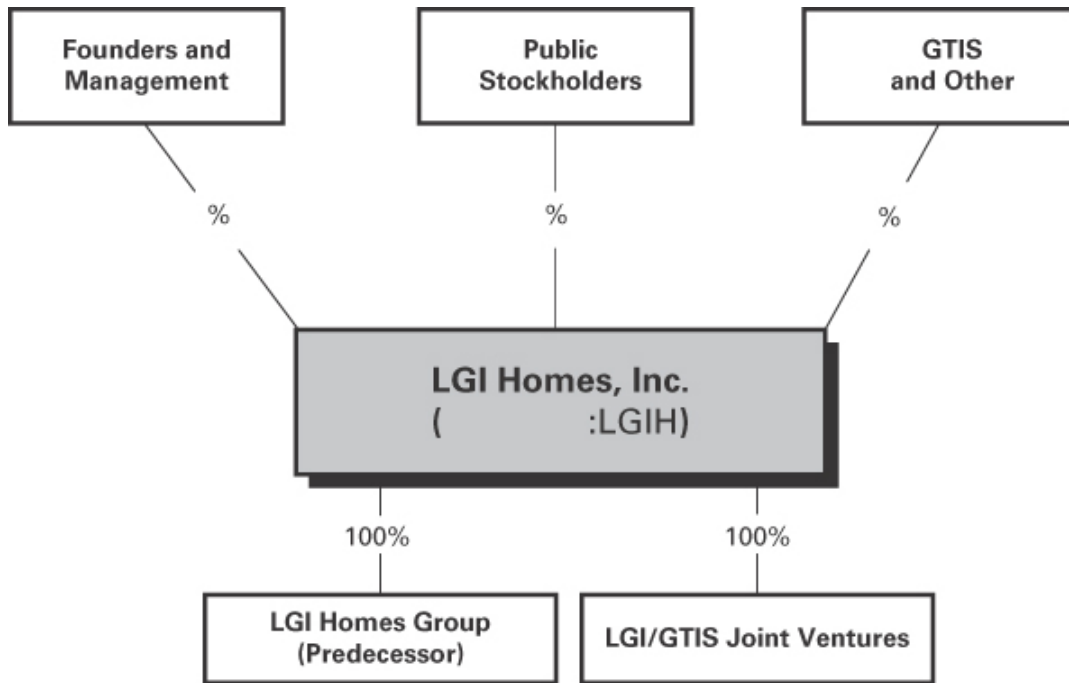 Founders and
Management
Public
Stockholders
GTIS
and Other
%
%
%
LGI Homes, Inc.
(           :LGIH)
100%
100%
LGI Homes Group
(Predecessor)
LGI/GTIS Joint Ventures